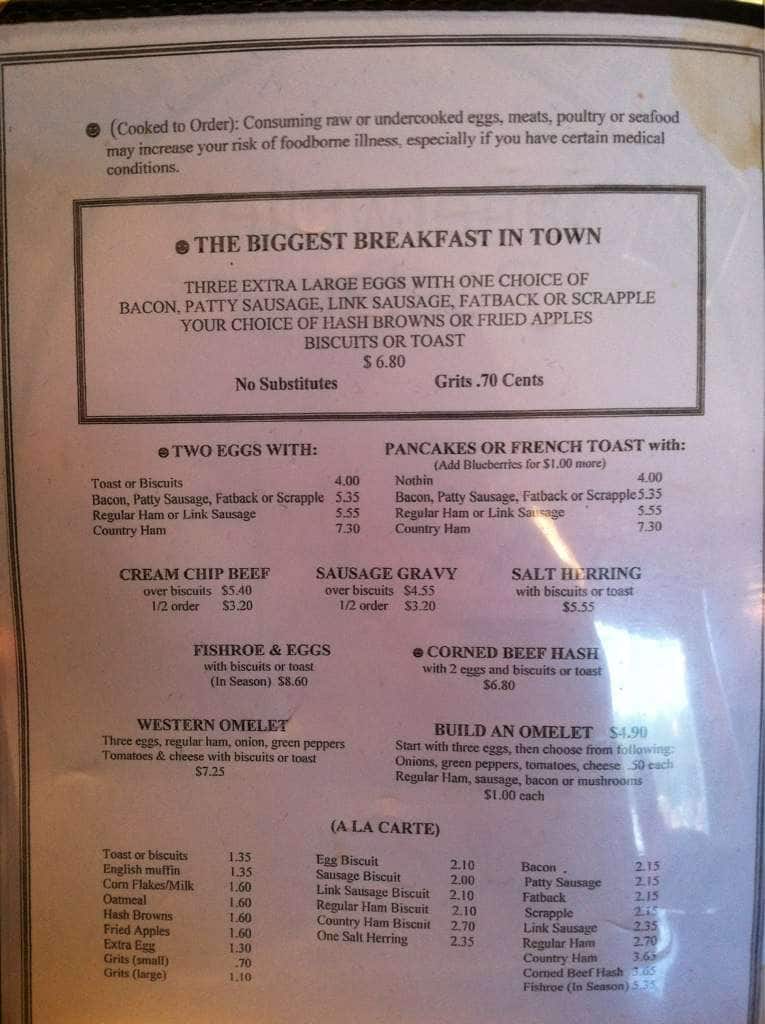 (Cooked to Order): Consuming raw or undercooked eggs, meats, poultry or seafood
may increase your risk of foodborne illness, especially if you have certain medical
conditions.
THE BIGGEST BREAKFAST IN TOWN
THREE EXTRA LARGE EGGS WITH ONE CHOICE OF
BACON, PATTY SAUSAGE, LINK SAUSAGE, FATBACK OR SCRAPPLE
YOUR CHOICE OF HASH BROWNS OR FRIED APPLES
BISCUITS OR TOAST
$ 6.80
No Substitutes Grits .70 Cents
TWO EGGS WITH:
Toast or Biscuits 4.00
Bacon, Patty Sausage, Fatback or Scrapple 5.35
Regular Ham or Link Sausage 5.55
Country Ham 7.30
PANCAKES OR FRENCH TOAST with:
(Add Blueberries for $1.00 more)
Nothin 4.00
Bacon, Patty Sausage, Fatback or Scrapple 5.35
Regular Ham or Link Sausage 5.55
Country Ham 7.30
CREAM CHIP BEEF
over biscuits $5.40
1/2 order $3.20
SAUSAGE GRAVY
over biscuits $4.55
1/2 order $3.20
SALT HERRING
with biscuits or toast
$5.55
FISHROE & EGGS
with biscuits or toast
(In Season) $8.60
CORNED BEEF HASH
with 2 eggs and biscuits or toast
$6.80
WESTERN OMELET
Three eggs, regular ham, onion, green peppers
Tomatoes & cheese with biscuits or toast
$7.25
BUILD AN OMELET $4.90
Start with three eggs, then choose from following:
Onions, green peppers, tomatoes, cheese .50 each
Regular Ham, sausage, bacon or mushrooms
$1.00 each
(A LA CARTE)
Toast or biscuits 1.35
English muffin 1.35
Corn Flakes/Milk 1.60
Oatmeal 1.60
Hash Browns 1.60
Fried Apples 1.60
Extra Egg 1.30
Grits (small) .70
Grits (large) 1.10
Egg Biscuit 2.10
Sausage Biscuit 2.00
Link Sausage Biscuit 2.10
Regular Ham Biscuit 2.10
Country Ham Biscuit 2.70
One Salt Herring 2.35
Bacon 2.15
Patty Sausage 2.15
Fatback 2.15
Scrapple 2.15
Link Sausage 2.35
Regular Ham 2.70
Country Ham 3.65
Corned Beef Hash 3.65
Fishroe (In Season) 5.35